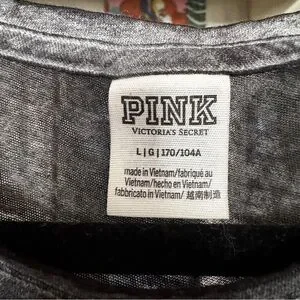 PINK
VICTORIA'S SECRET
L | G | 170/104A
made in Vietnam/fabriqué au
Vietnam/hecho en Vietnam/
fabbricato in Vietnam/ 越南制造